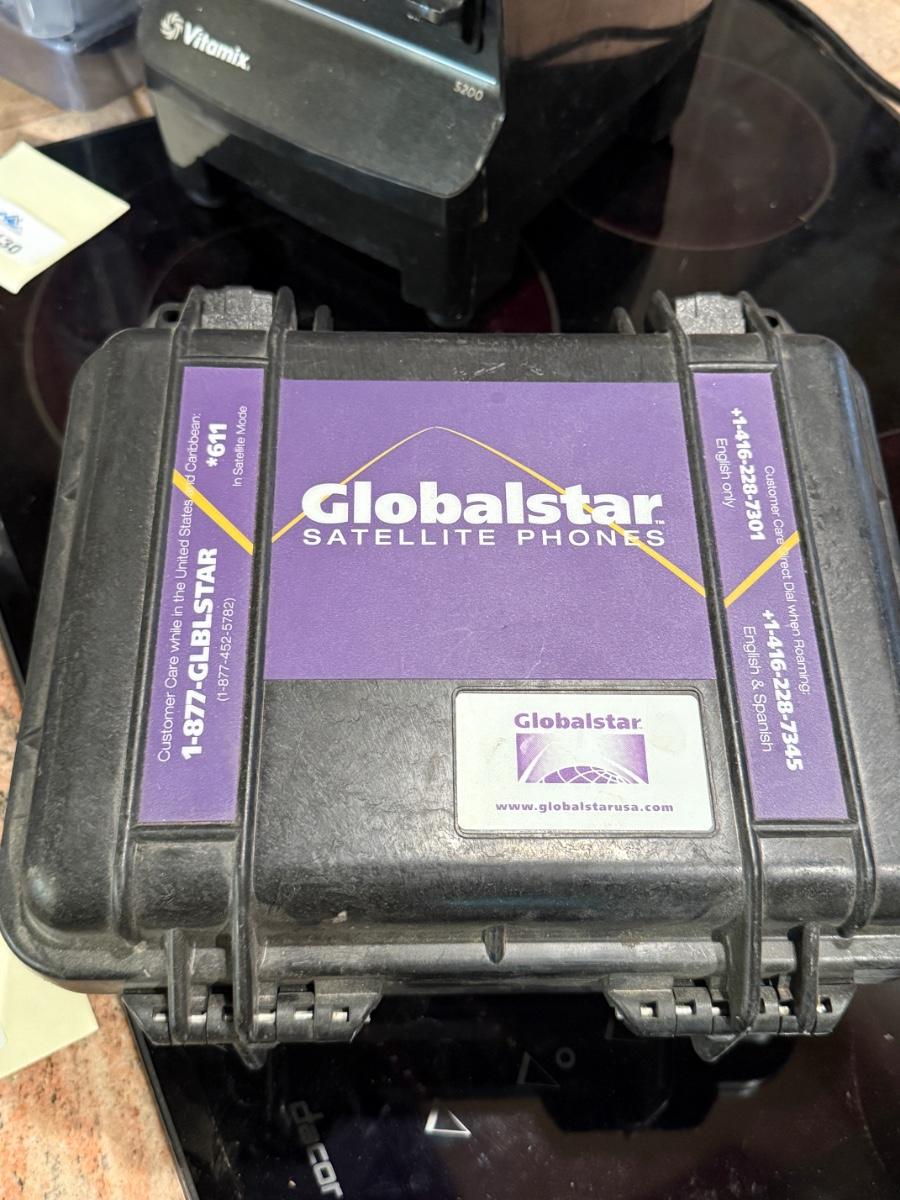 Vitamix
5200
30
Customer Care while in the United States and Caribbean:
1-877-GLBLSTAR
*611
(1-877-452-5782)
In Satellite Mode
Globalstar™
SATELLITE PHONES
Customer Care Direct Dial when Roaming:
+1-416-228-7301
+1-416-228-7345
English only
English & Spanish
Globalstar
www.globalstarusa.com
dacor